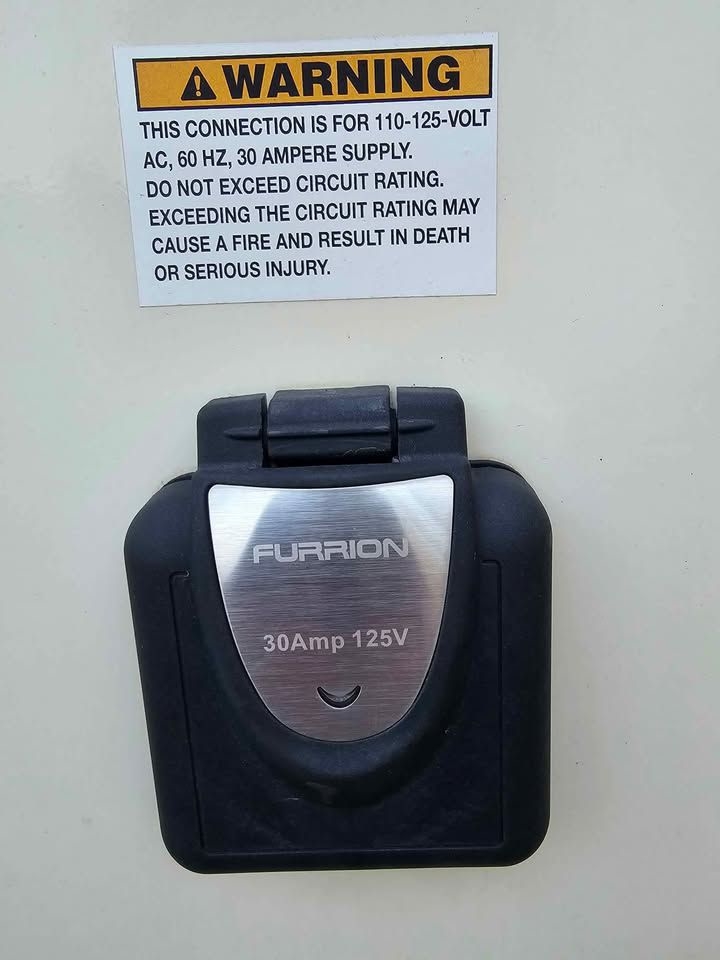 WARNING
THIS CONNECTION IS FOR 110-125-VOLT
AC, 60 HZ, 30 AMPERE SUPPLY.
DO NOT EXCEED CIRCUIT RATING.
EXCEEDING THE CIRCUIT RATING MAY
CAUSE A FIRE AND RESULT IN DEATH
OR SERIOUS INJURY.
FURRION
30Amp 125V